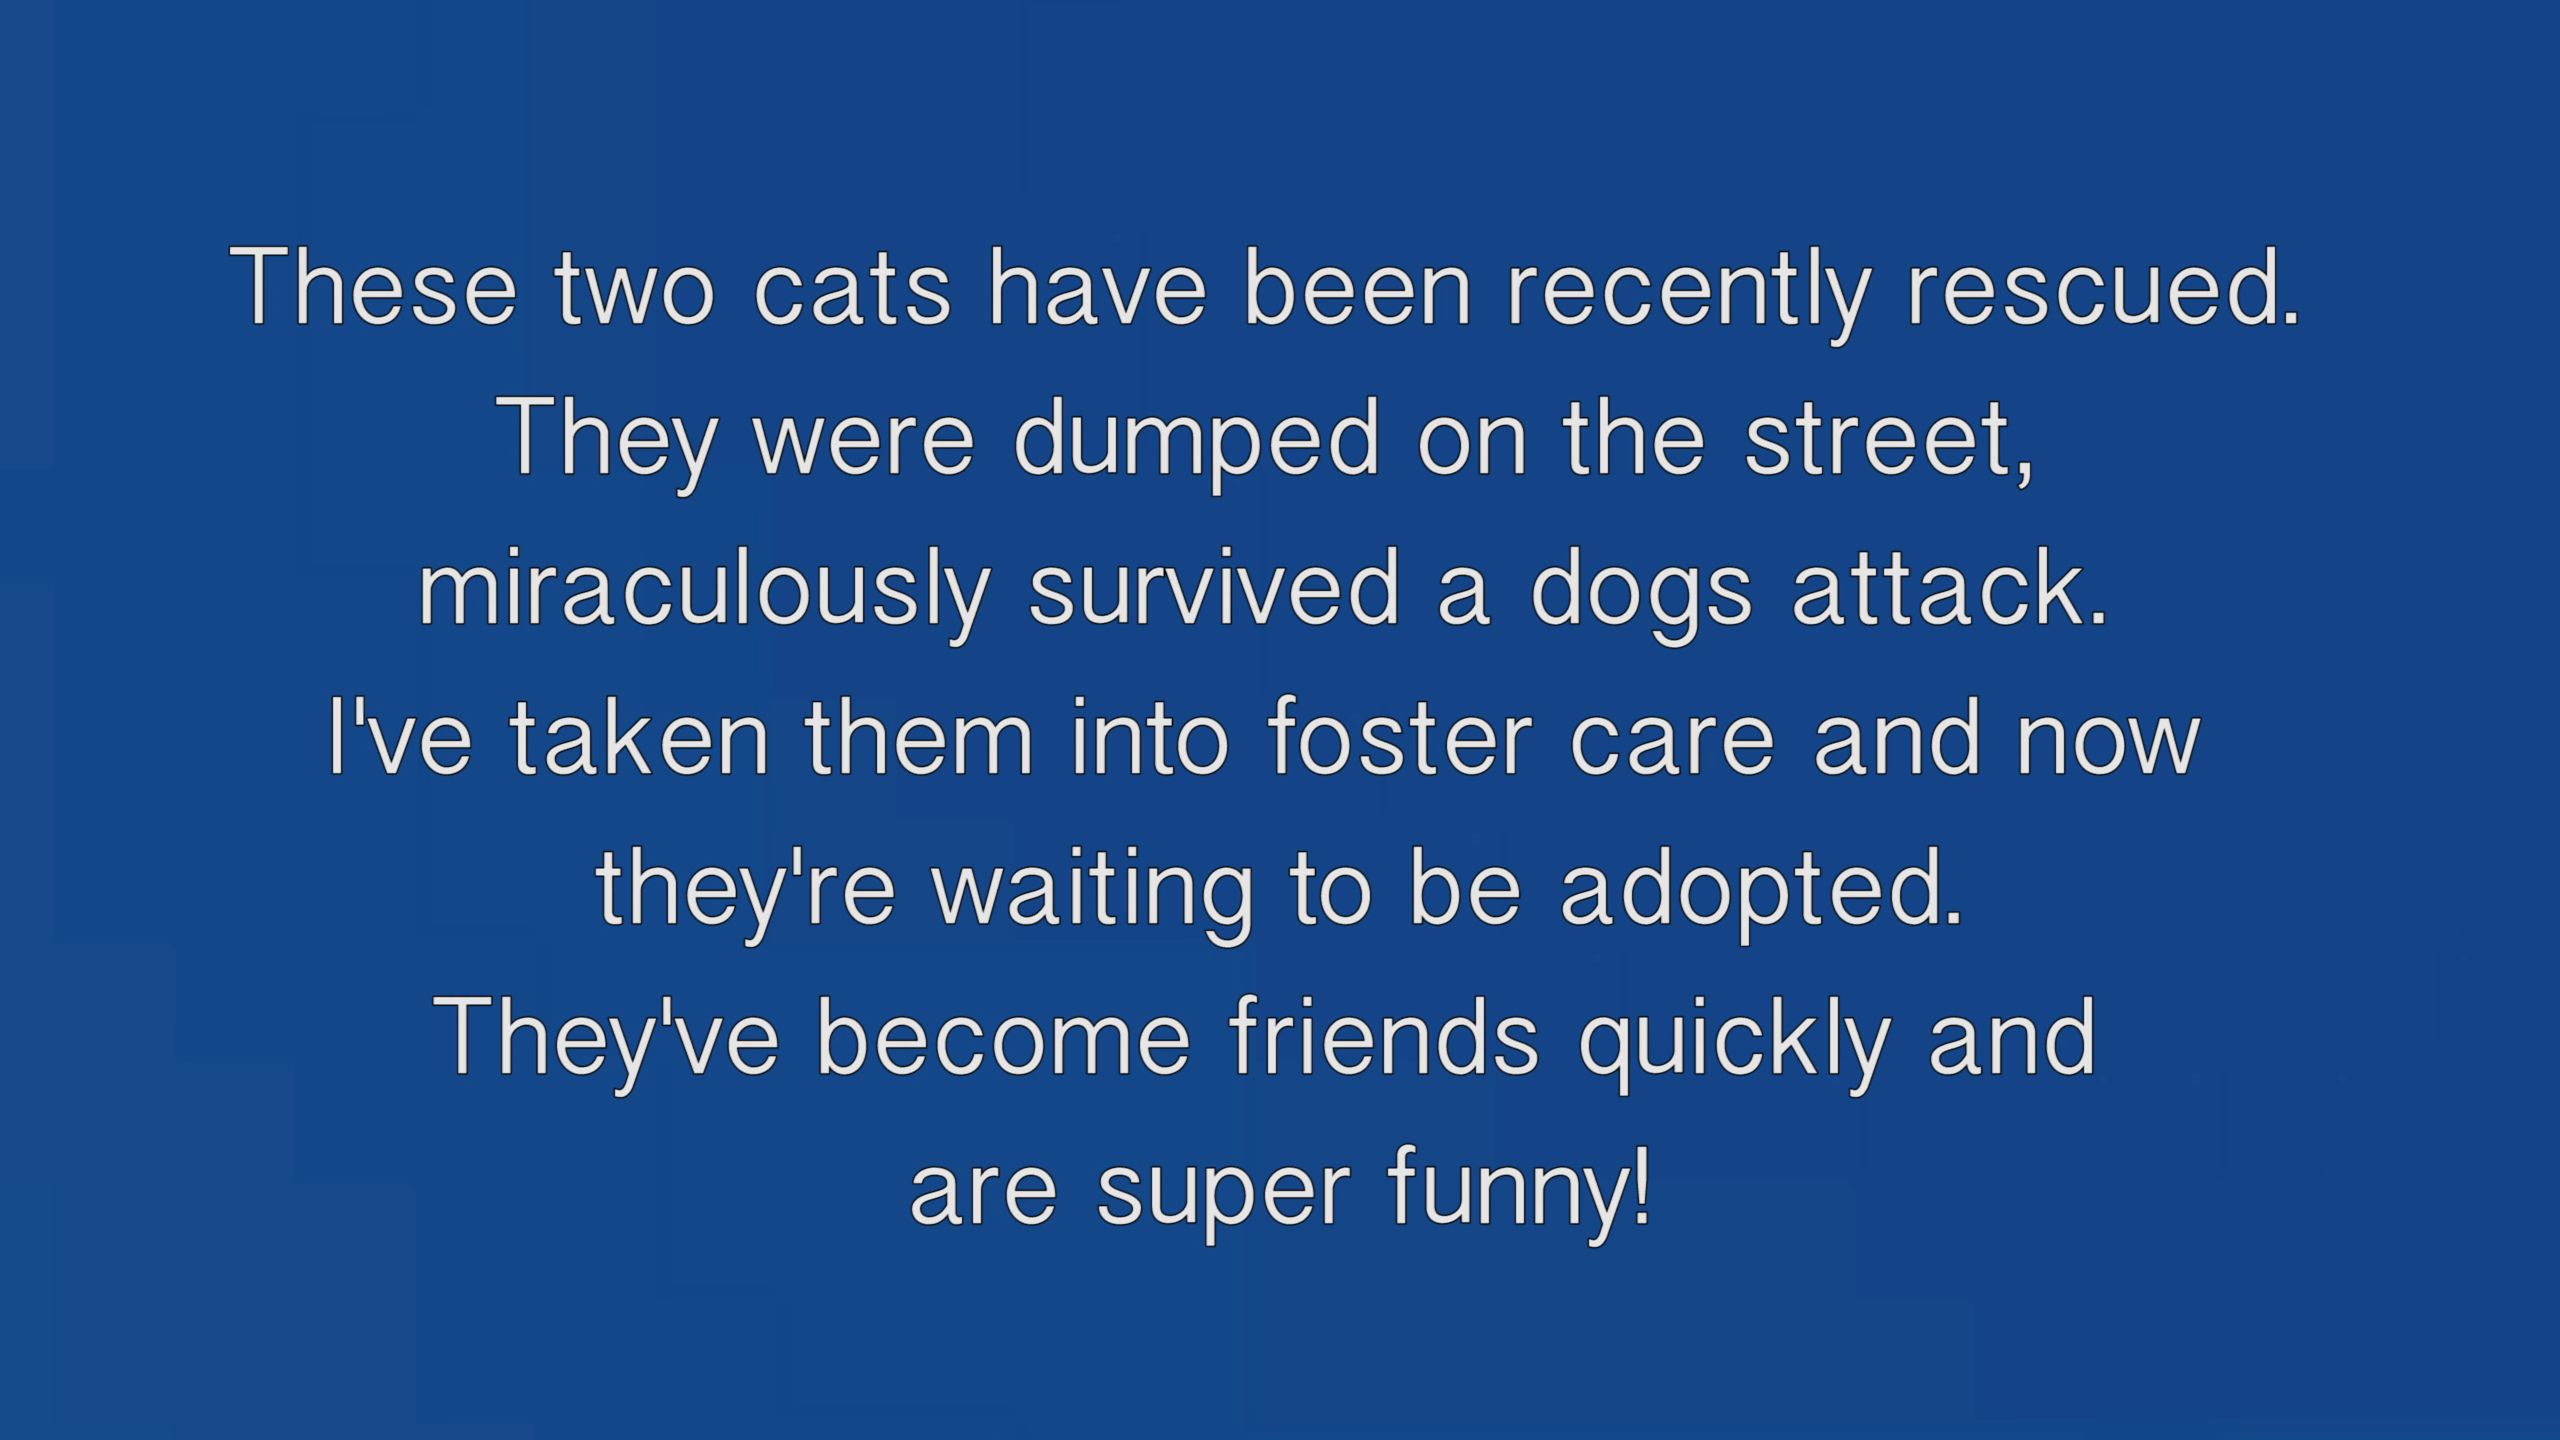 These two cats have been recently rescued.
They were dumped on the street,
miraculously survived a dogs attack.
I've taken them into foster care and now
they're waiting to be adopted.
They've become friends quickly and
are super funny!